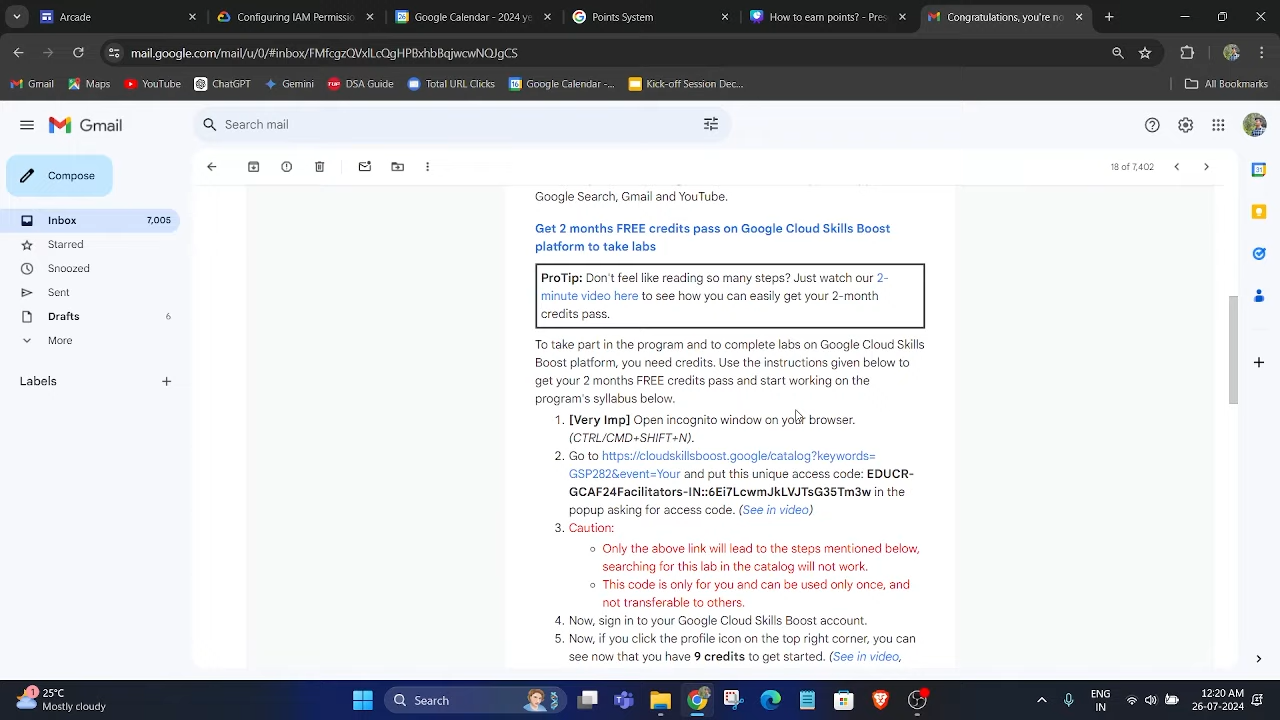 Arcade
Configuring IAM Permissi
Google Calendar - 2024 ye
Points System
How to earn points? - Pres
Congratulations, you're no
mail.google.com/mail/u/0/#inbox/FMfcgzQVxlLcQgHPBxhbBqjwcwNQJgCS
Gmail
Maps
YouTube
ChatGPT
Gemini
DSA Guide
Total URL Clicks
Google Calendar -...
Kick-off Session Dec...
All Bookmarks
Gmail
Search mail
Compose
18 of 7,402
Inbox 7,005
Starred
Snoozed
Sent
Drafts 6
More
Labels
Google Search, Gmail and YouTube.
Get 2 months FREE credits pass on Google Cloud Skills Boost
platform to take labs
ProTip: Don't feel like reading so many steps? Just watch our 2-
minute video here to see how you can easily get your 2-month
credits pass.
To take part in the program and to complete labs on Google Cloud Skills
Boost platform, you need credits. Use the instructions given below to
get your 2 months FREE credits pass and start working on the
program's syllabus below.
1. [Very Imp] Open incognito window on your browser.
(CTRL/CMD+SHIFT+N).
2. Go to https://cloudskillsboost.google/catalog?keywords=
GSP282&event=Your and put this unique access code: EDUCR-
GCAF24Facilitators-IN::6Ei7LcwmJkLVJTsG35Tm3w in the
popup asking for access code. (See in video)
3. Caution:
Only the above link will lead to the steps mentioned below,
searching for this lab in the catalog will not work.
This code is only for you and can be used only once, and
not transferable to others.
4. Now, sign in to your Google Cloud Skills Boost account.
5. Now, if you click the profile icon on the top right corner, you can
see now that you have 9 credits to get started. (See in video,
1
25°C
Mostly cloudy
Search
ENG
IN
12:20 AM
26-07-2024